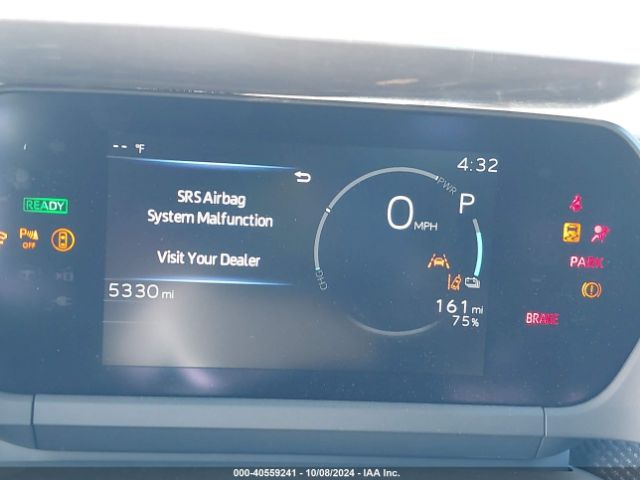 -- °F
4:32
SRS Airbag
System Malfunction
Visit Your Dealer
READY
P
OFF
PWR
CHG
0 MPH
P
PARK
BRAKE
5330 mi
161 mi
75%
000-40559241 - 10/08/2024 - IAA Inc.